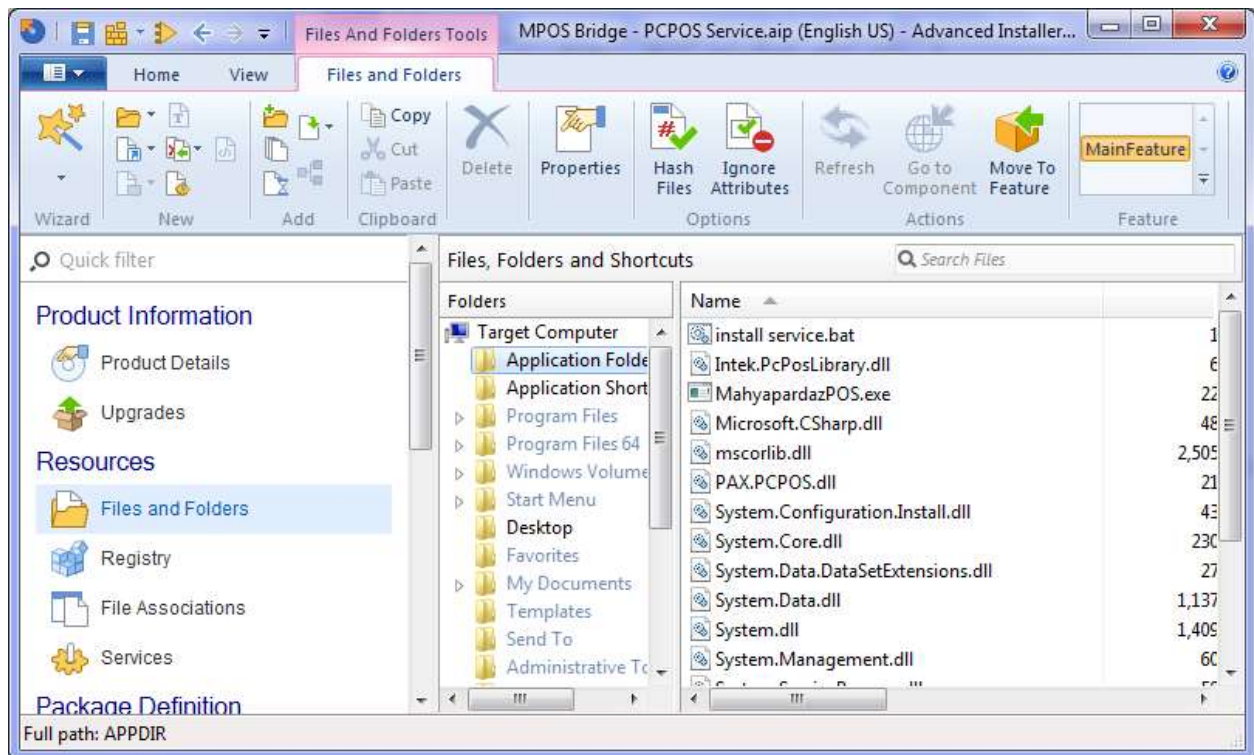 Files And Folders Tools
MPOS Bridge - PCPOS Service.aip (English US) - Advanced Installer...
Home
View
Files and Folders
Wizard
New
Add
Copy
Cut
Paste
Clipboard
Delete
Properties
Hash Files
Ignore Attributes
Options
Refresh
Go to Component
Move To Feature
Actions
MainFeature
Feature
Quick filter
Product Information
Product Details
Upgrades
Resources
Files and Folders
Registry
File Associations
Services
Package Definition
Files, Folders and Shortcuts
Search Files
Folders
Target Computer
Application Folde
Application Short
Program Files
Program Files 64
Windows Volume
Start Menu
Desktop
Favorites
My Documents
Templates
Send To
Administrative To
Name
install service.bat 1
Intek.PcPosLibrary.dll 6
MahyapardazPOS.exe 22
Microsoft.CSharp.dll 48
mscorlib.dll 2,505
PAX.PCPOS.dll 21
System.Configuration.Install.dll 43
System.Core.dll 230
System.Data.DataSetExtensions.dll 27
System.Data.dll 1,137
System.dll 1,409
System.Management.dll 60
Full path: APPDIR